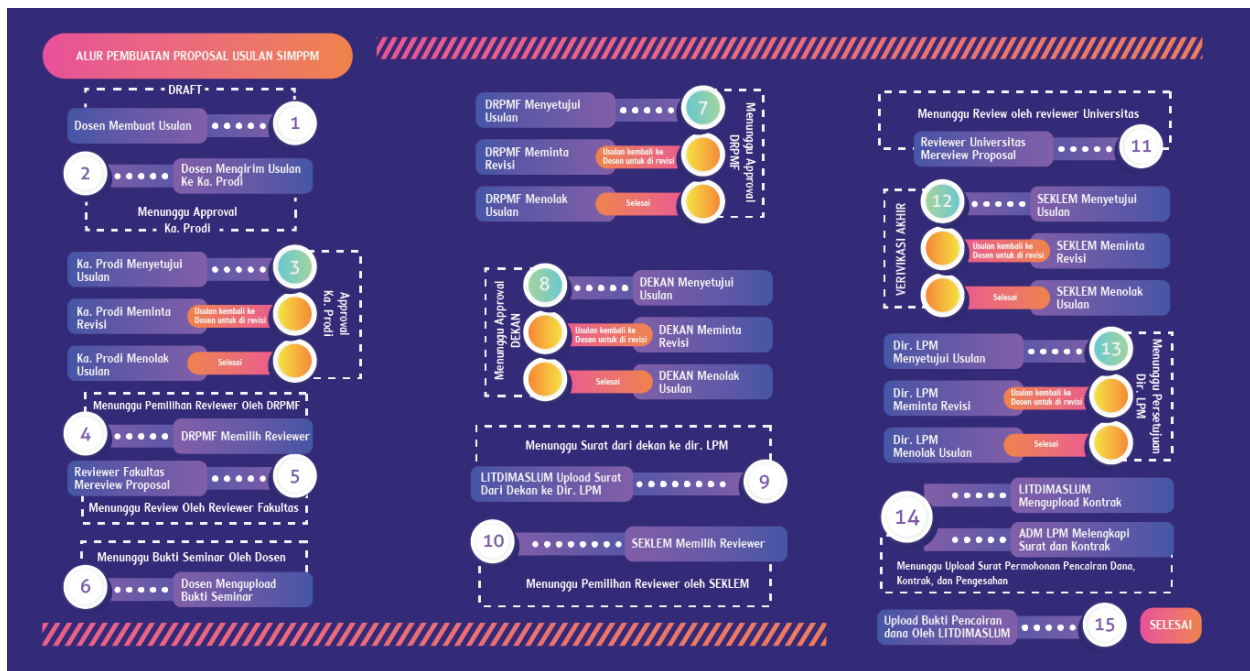 ALUR PEMBUATAN PROPOSAL USULAN SIMPPM
DRAFT
Dosen Membuat Usulan
1
2
Dosen Mengirim Usulan
Ke Ka. Prodi
Menunggu Approval
Ka. Prodi
Ka. Prodi Menyetujui
Usulan
3
Ka. Prodi Meminta
Revisi
Usulan kembali ke
Dosen untuk di revisi
Ka. Prodi Menolak
Usulan
Selesai
Approval
Ka. Prodi
Menunggu Pemilihan Reviewer Oleh DRPMF
4
DRPMF Memilih Reviewer
Reviewer Fakultas
Mereview Proposal
5
Menunggu Review Oleh Reviewer Fakultas
Menunggu Bukti Seminar Oleh Dosen
6
Dosen Mengupload
Bukti Seminar
DRPMF Menyetujui
Usulan
7
DRPMF Meminta
Revisi
Usulan kembali ke
Dosen untuk di revisi
DRPMF Menolak
Usulan
Selesai
Menunggu Approval
DRPMF
Menunggu Approval
DEKAN
8
DEKAN Menyetujui
Usulan
Usulan kembali ke
Dosen untuk di revisi
DEKAN Meminta
Revisi
Selesai
DEKAN Menolak
Usulan
Menunggu Surat dari dekan ke dir. LPM
LITDIMASLUM Upload Surat
Dari Dekan ke Dir. LPM
9
10
SEKLEM Memilih Reviewer
Menunggu Pemilihan Reviewer oleh SEKLEM
Menunggu Review oleh reviewer Universitas
Reviewer Universitas
Mereview Proposal
11
VERIVIKASI AKHIR
12
SEKLEM Menyetujui
Usulan
Usulan kembali ke
Dosen untuk di revisi
SEKLEM Meminta
Revisi
Selesai
SEKLEM Menolak
Usulan
Dir. LPM
Menyetujui Usulan
13
Dir. LPM
Meminta Revisi
Usulan kembali ke
Dosen untuk di revisi
Dir. LPM
Menolak Usulan
Selesai
Menunggu Persetujuan
Dir. LPM
14
LITDIMASLUM
Mengupload Kontrak
ADM LPM Melengkapi
Surat dan Kontrak
Menunggu Upload Surat Permohonan Pencairan Dana,
Kontrak, dan Pengesahan
Upload Bukti Pencairan
dana Oleh LITDIMASLUM
15
SELESAI